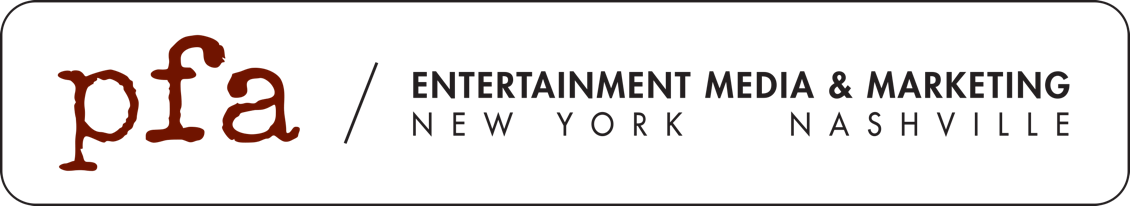 pfa / ENTERTAINMENT MEDIA & MARKETING
NEW YORK NASHVILLE